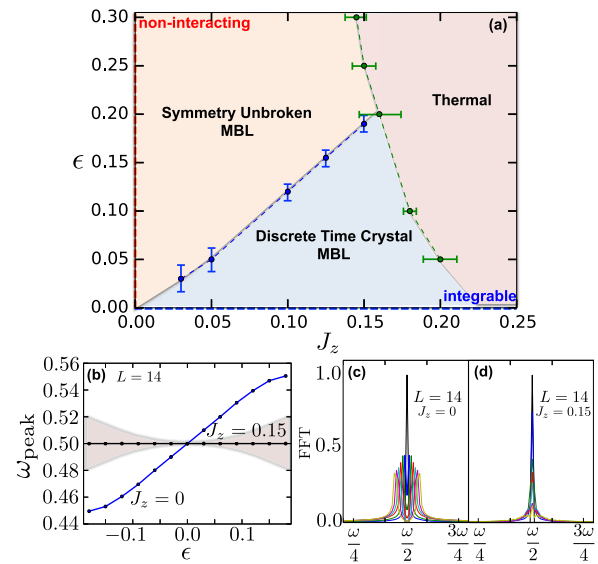 (a)
non-interacting
Symmetry Unbroken
MBL
Thermal
Discrete Time Crystal
MBL
integrable
ϵ
0.30
0.25
0.20
0.15
0.10
0.05
0.00
0.00 0.05 0.10 0.15 0.20 0.25
J_z
(b)
L = 14
J_z = 0.15
J_z = 0
ω_peak
0.56
0.54
0.52
0.50
0.48
0.46
0.44
−0.1 0.0 0.1
ϵ
(c)
L = 14
J_z = 0
FFT
1.0
0.5
0.0
ω/4 ω/2 3ω/4
(d)
L = 14
J_z = 0.15
ω/4 ω/2 3ω/4